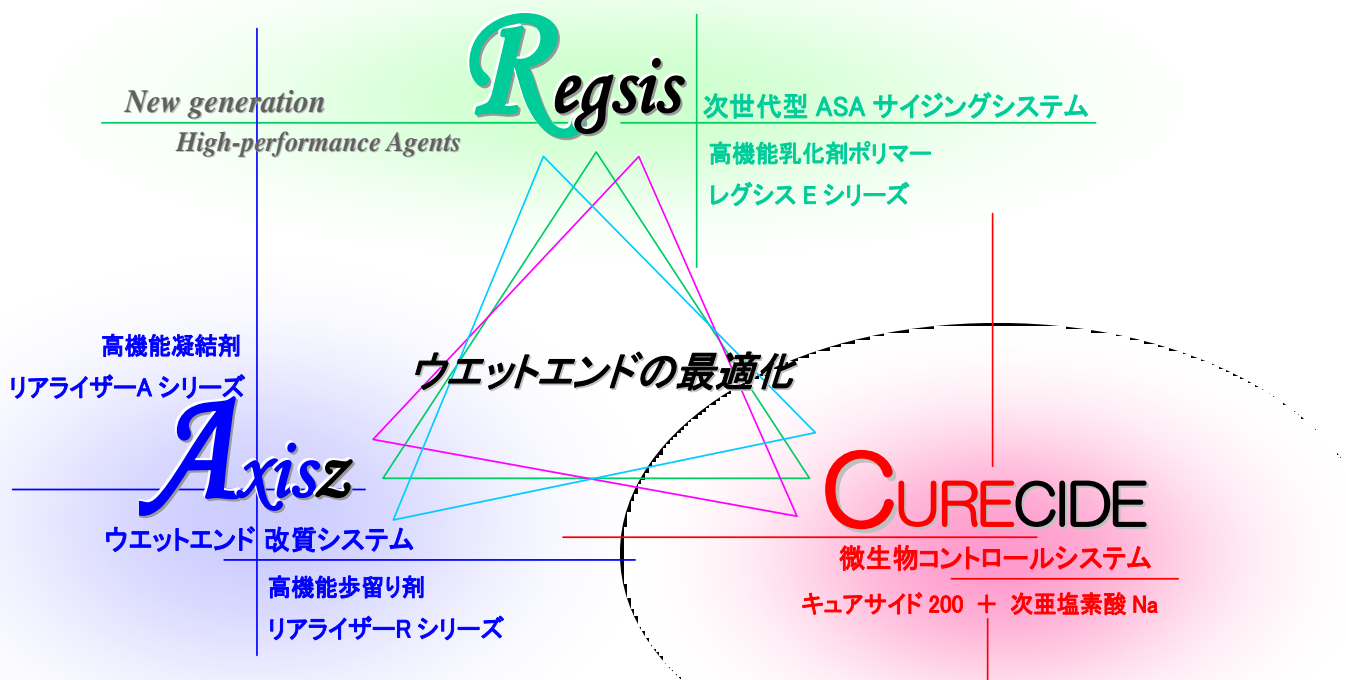 Regsis
New generation
High-performance Agents
次世代型 ASA サイジングシステム
高機能乳化剤ポリマー
レグシス E シリーズ
高機能凝結剤
リアライザーA シリーズ
ウエットエンドの最適化
Axisz
ウエットエンド 改質システム
高機能歩留り剤
リアライザーR シリーズ
CURECIDE
微生物コントロールシステム
キュアサイド 200 ＋ 次亜塩素酸 Na